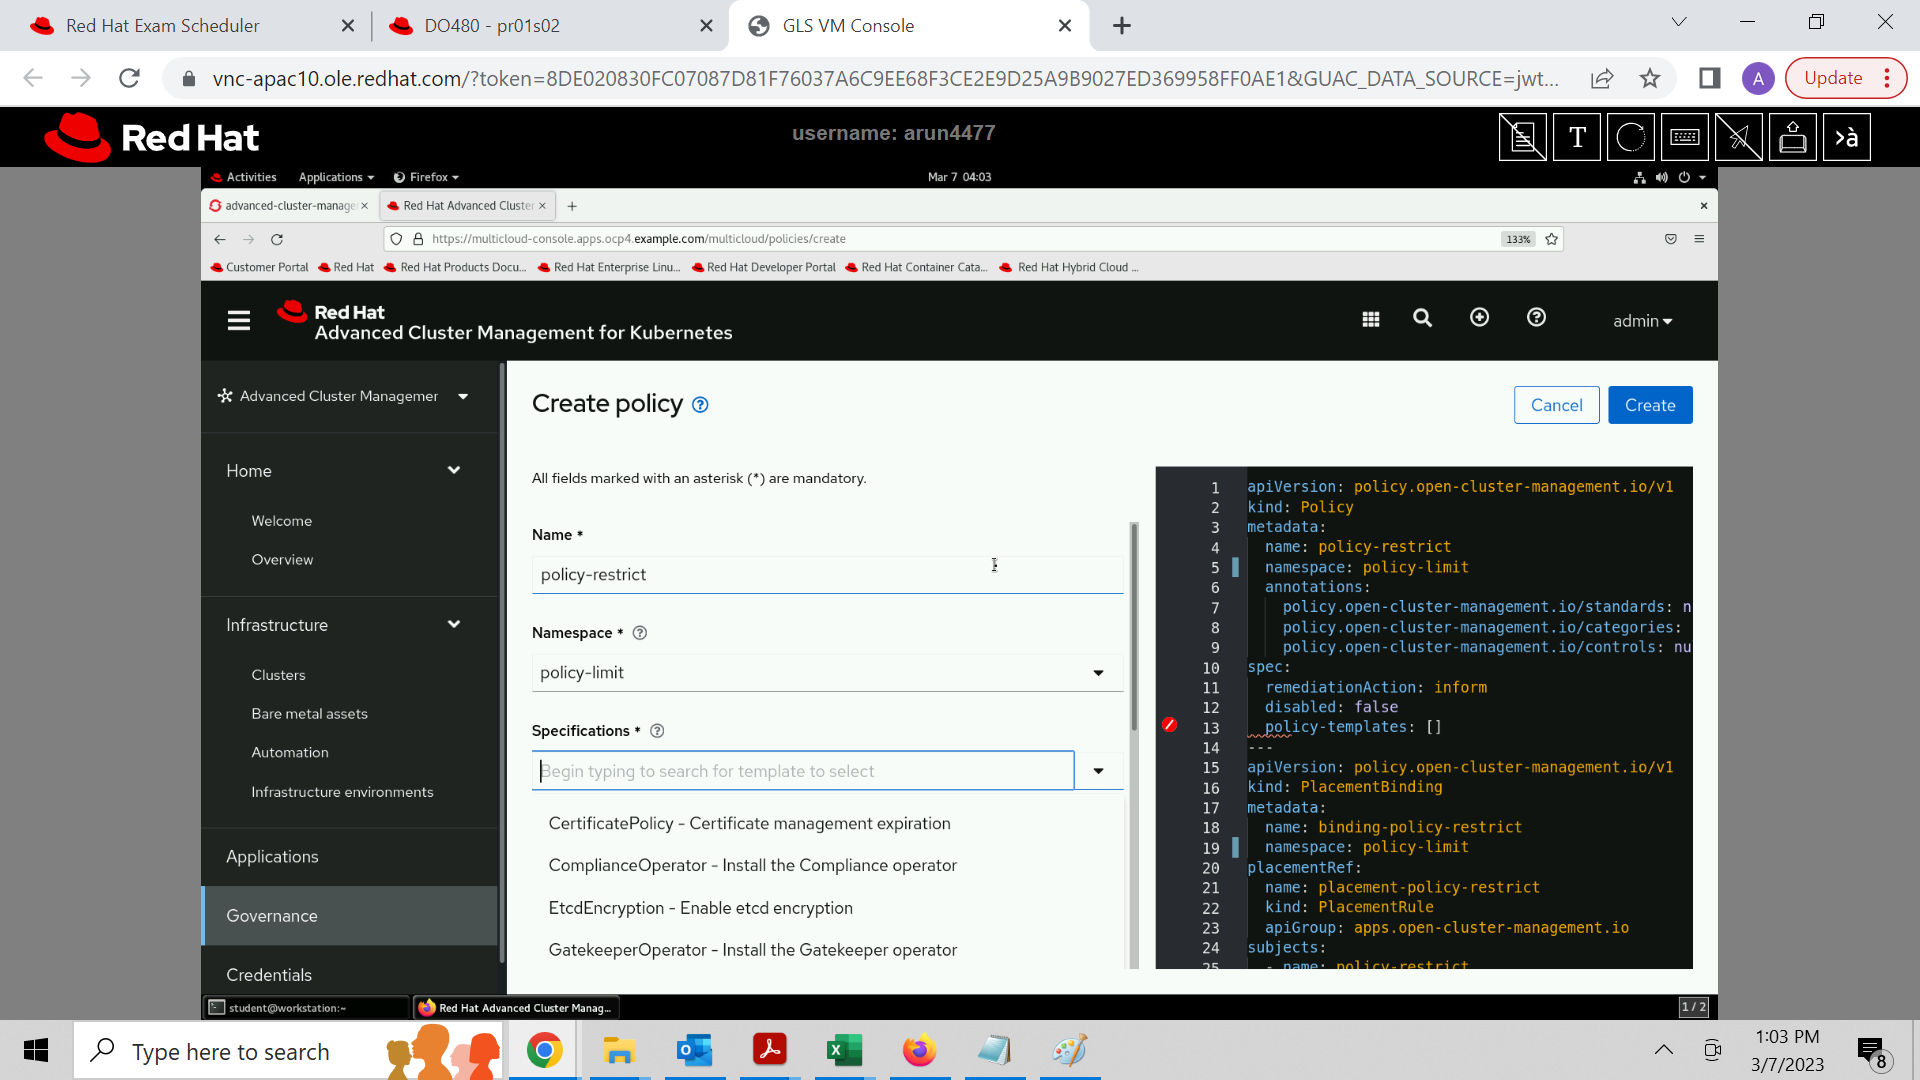 Red Hat Exam Scheduler
DO480 - pr01s02
GLS VM Console
vnc-apac10.ole.redhat.com/?token=8DE020830FC07087D81F76037A6C9EE68F3CE2E9D25A9B9027ED369958FF0AE1&GUAC_DATA_SOURCE=jwt...
A
Update
Red Hat
username: arun4477
T
›à
Activities
Applications
Firefox
Mar 7 04:03
advanced-cluster-manage
Red Hat Advanced Cluster
https://multicloud-console.apps.ocp4.example.com/multicloud/policies/create
133%
Customer Portal
Red Hat
Red Hat Products Docu...
Red Hat Enterprise Linu...
Red Hat Developer Portal
Red Hat Container Cata...
Red Hat Hybrid Cloud ...
Red Hat
Advanced Cluster Management for Kubernetes
admin
Advanced Cluster Managemer
Home
Welcome
Overview
Infrastructure
Clusters
Bare metal assets
Automation
Infrastructure environments
Applications
Governance
Credentials
Create policy
Cancel
Create
All fields marked with an asterisk (*) are mandatory.
Name *
policy-restrict
Namespace *
policy-limit
Specifications *
Begin typing to search for template to select
CertificatePolicy - Certificate management expiration
ComplianceOperator - Install the Compliance operator
EtcdEncryption - Enable etcd encryption
GatekeeperOperator - Install the Gatekeeper operator
1 apiVersion: policy.open-cluster-management.io/v1
2 kind: Policy
3 metadata:
4 name: policy-restrict
5 namespace: policy-limit
6 annotations:
7 policy.open-cluster-management.io/standards: n
8 policy.open-cluster-management.io/categories:
9 policy.open-cluster-management.io/controls: nu
10 spec:
11 remediationAction: inform
12 disabled: false
13 policy-templates: []
14 ---
15 apiVersion: policy.open-cluster-management.io/v1
16 kind: PlacementBinding
17 metadata:
18 name: binding-policy-restrict
19 namespace: policy-limit
20 placementRef:
21 name: placement-policy-restrict
22 kind: PlacementRule
23 apiGroup: apps.open-cluster-management.io
24 subjects:
25 - name: policy-restrict
student@workstation:~
Red Hat Advanced Cluster Manag...
1 / 2
Type here to search
1:03 PM
3/7/2023
8